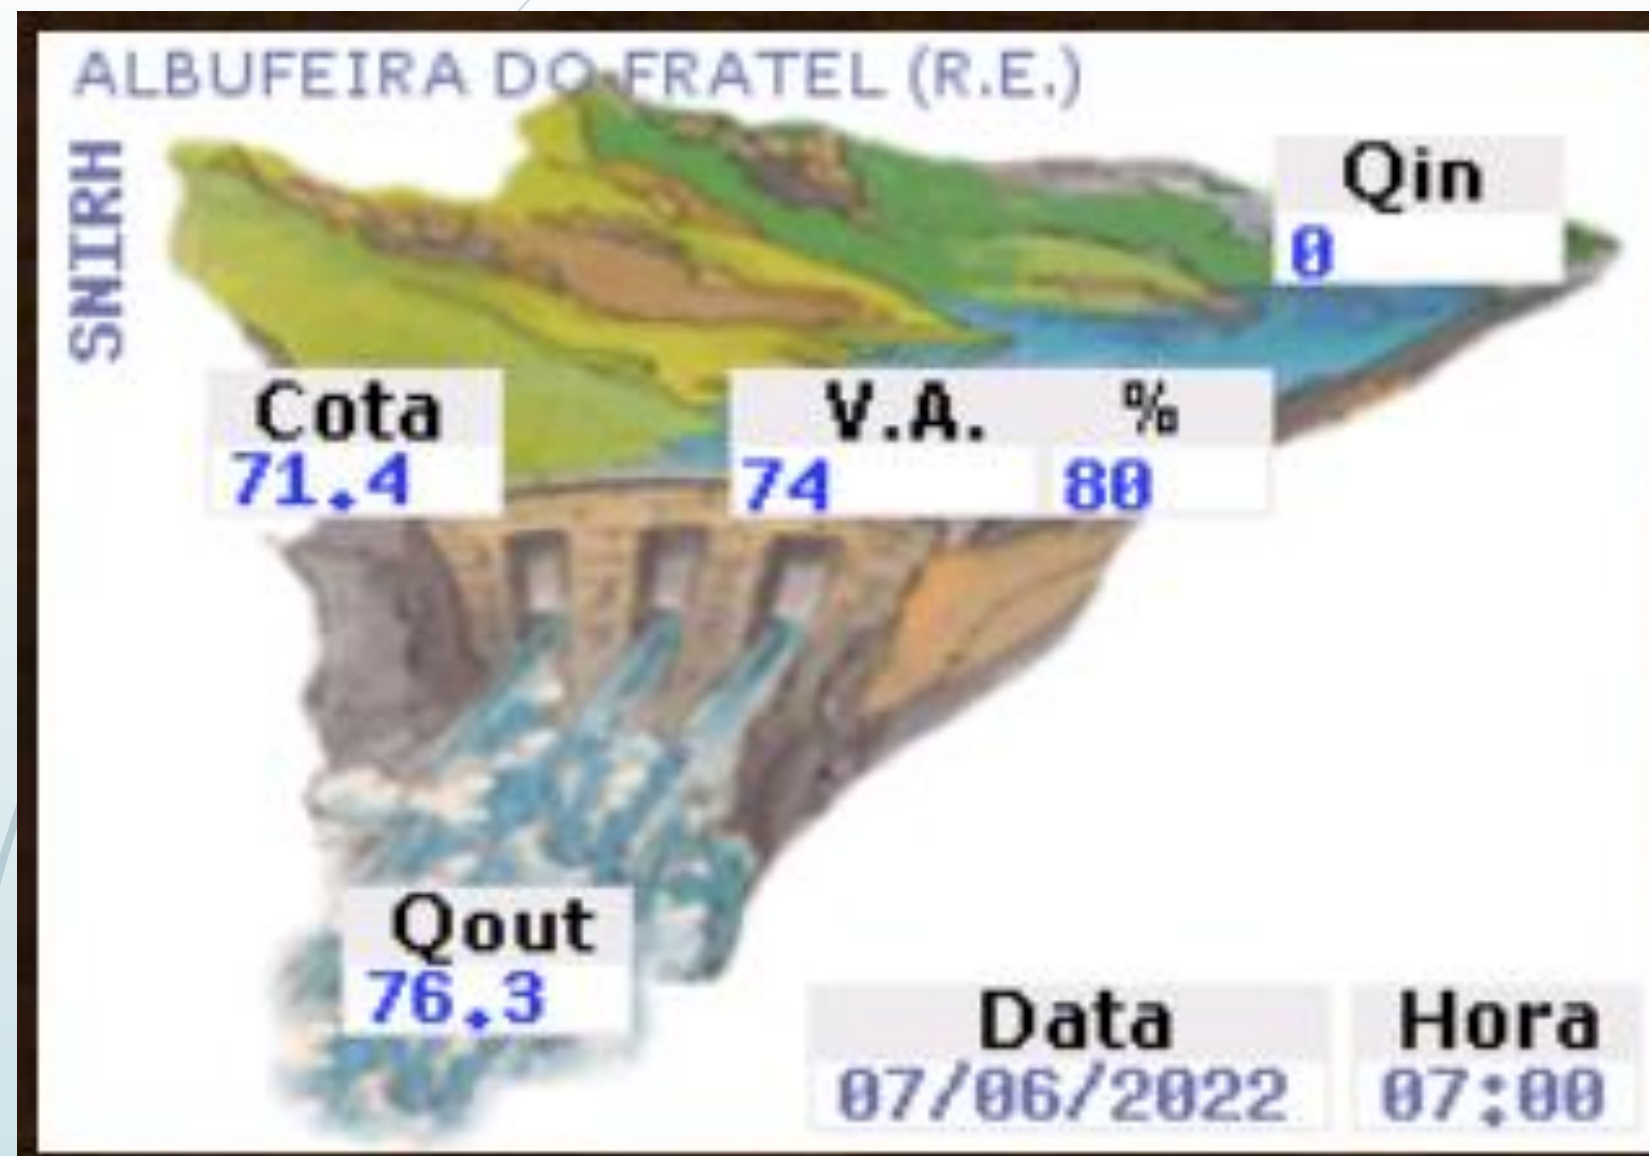 ALBUFEIRA DO FRATEL (R.E.)
SNIRH
Qin
0
Cota
71.4
V.A. %
74 80
Qout
76.3
Data Hora
07/06/2022 07:00